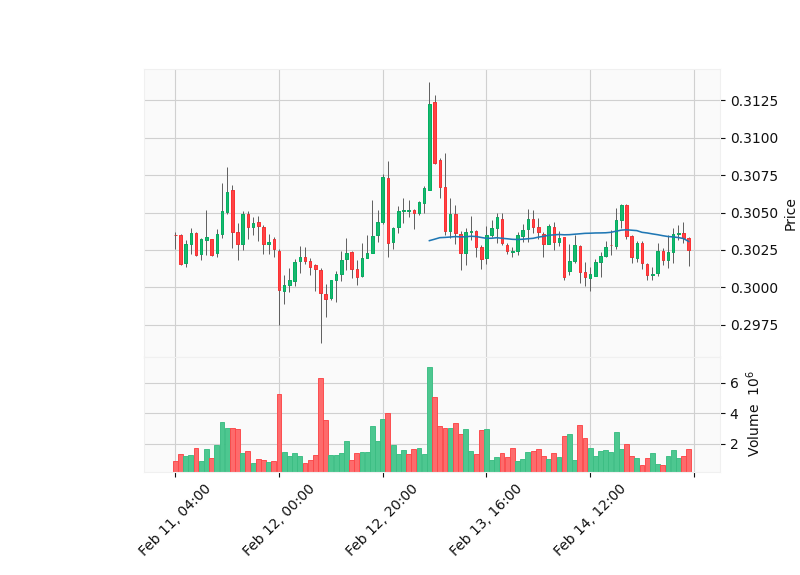 0.3125
0.3100
0.3075
0.3050
0.3025
0.3000
0.2975
Price
6
4
2
Volume 10^6
Feb 11, 04:00
Feb 12, 00:00
Feb 12, 20:00
Feb 13, 16:00
Feb 14, 12:00